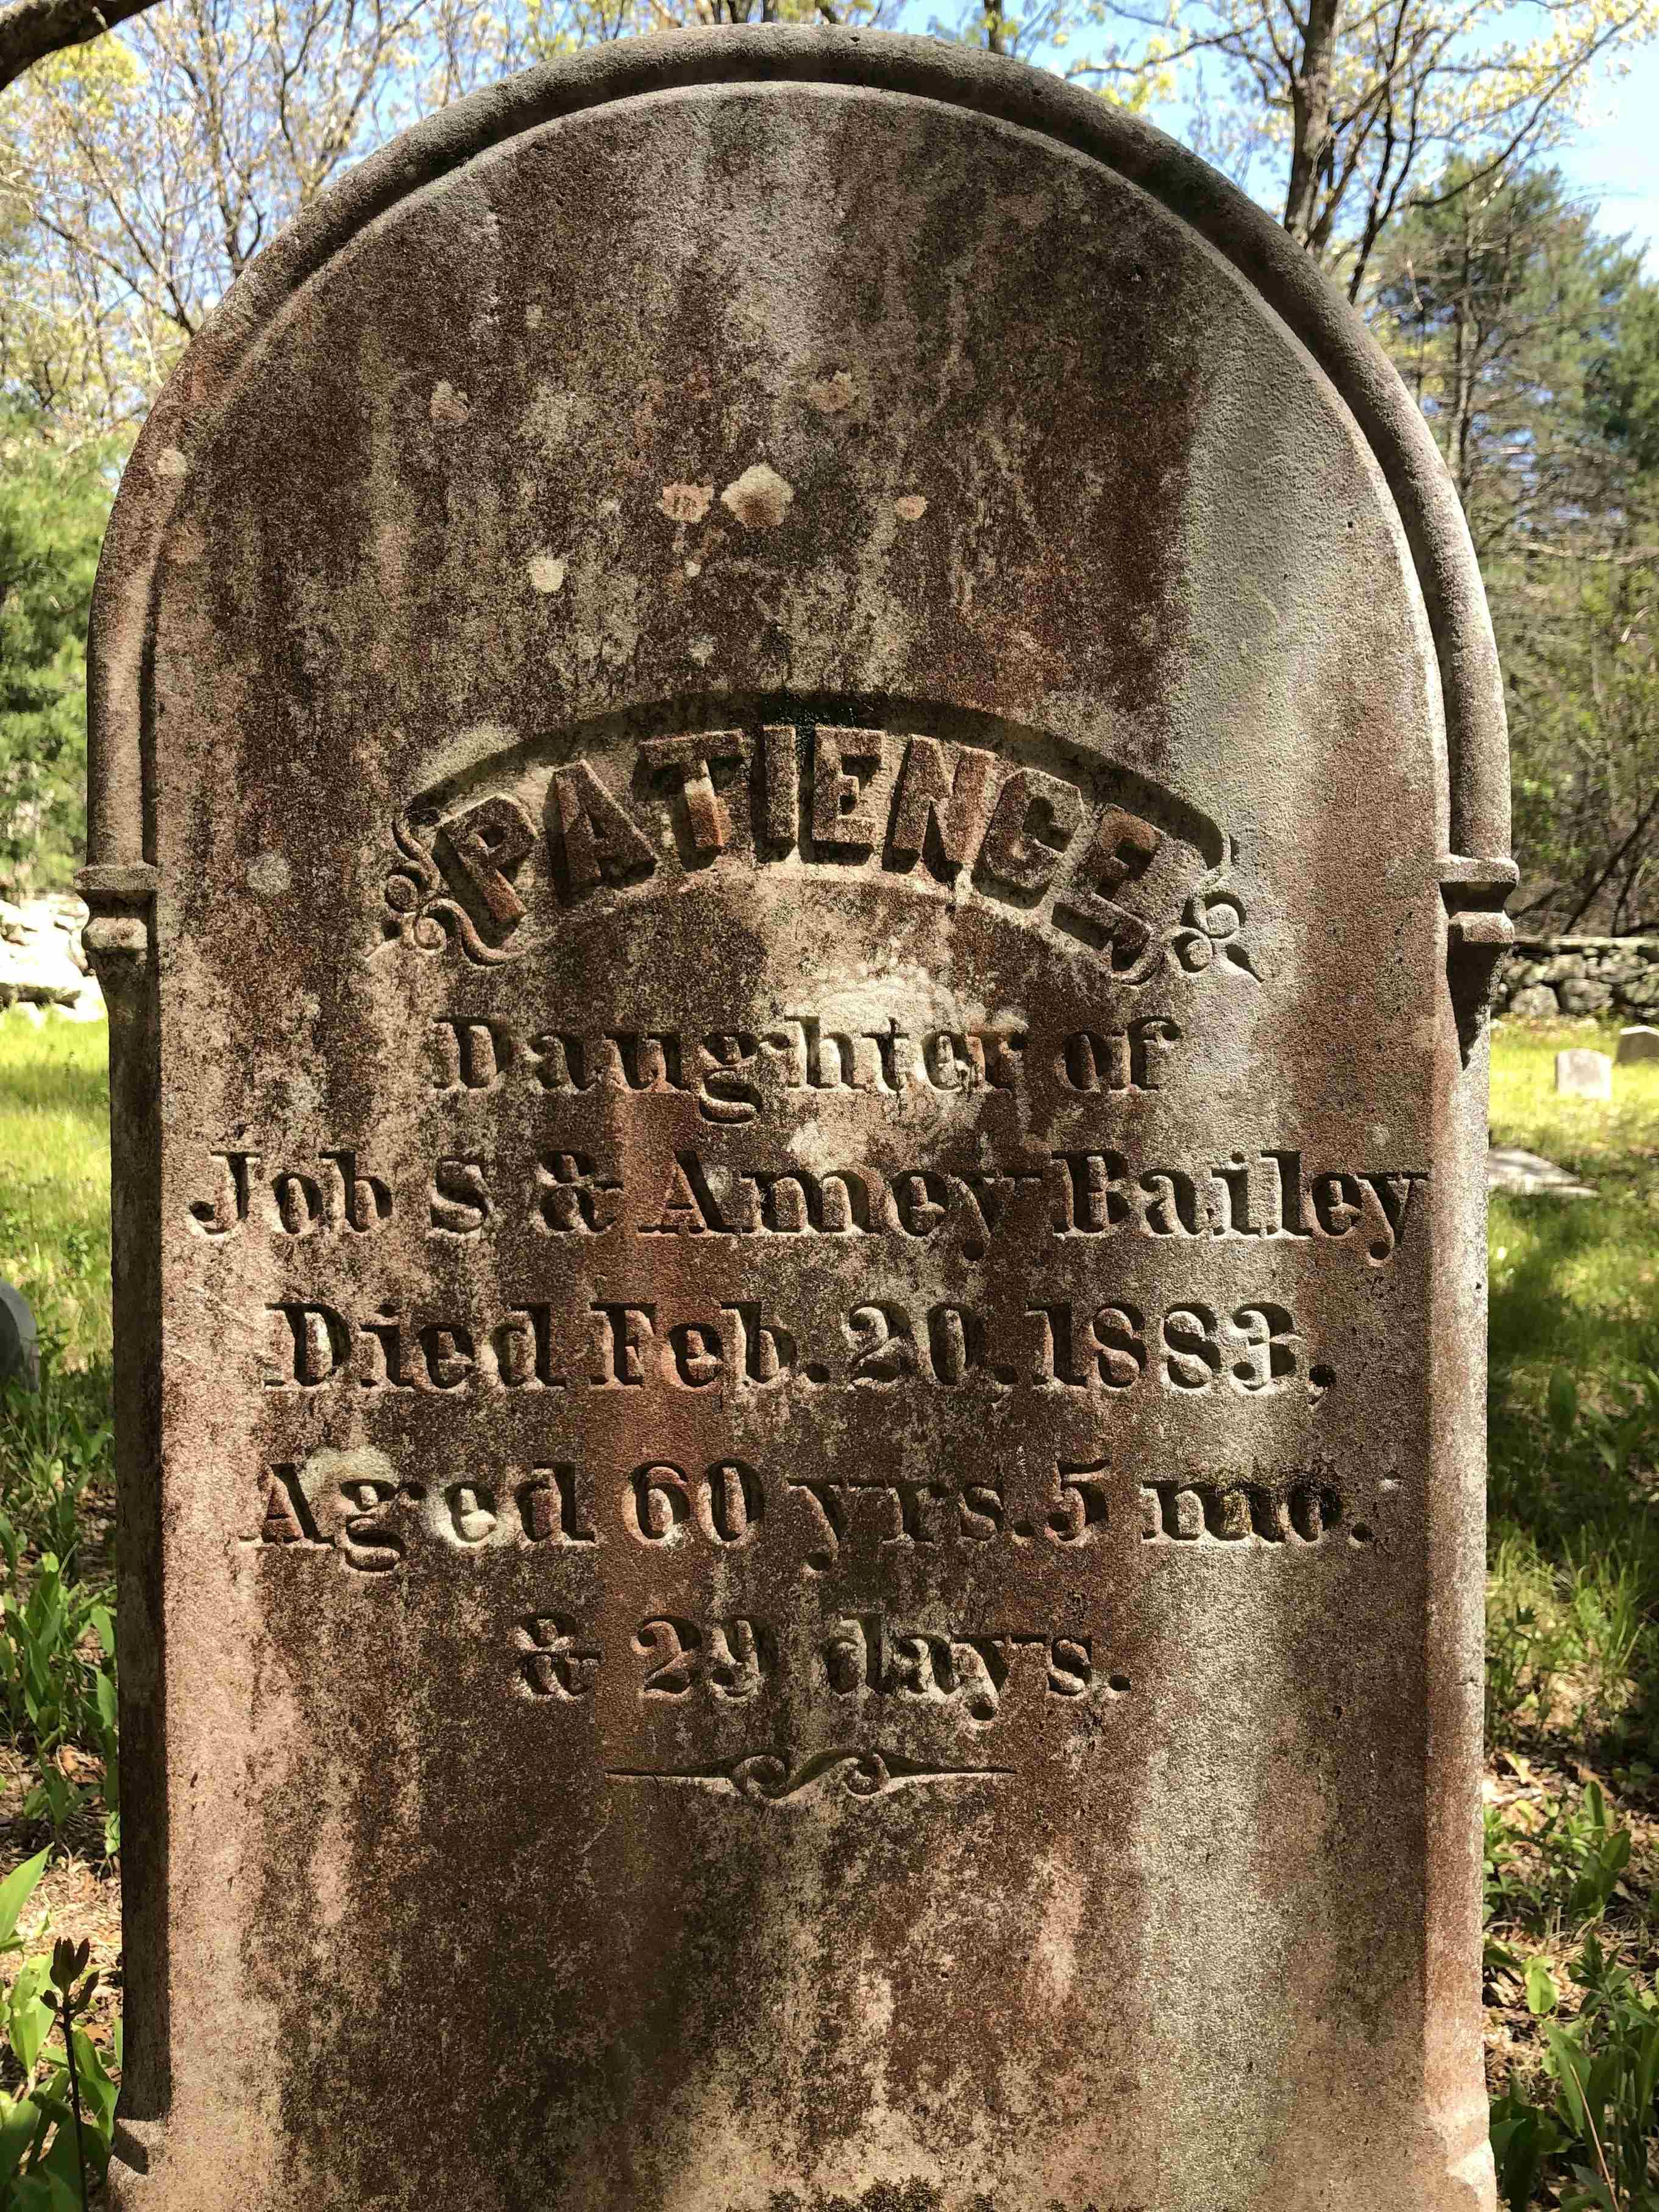 PATIENCE,
Daughter of
Job S & Amey Bailey
Died Feb. 20, 1883,
Aged 60 yrs. 5 mo.
& 29 days.